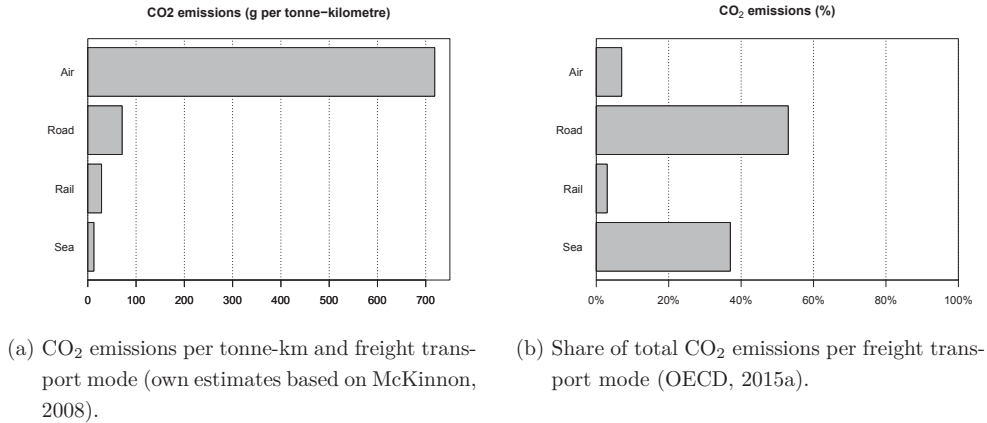 CO2 emissions (g per tonne−kilometre)
Air
Road
Rail
Sea
0 100 200 300 400 500 600 700
(a) CO₂ emissions per tonne-km and freight trans-
port mode (own estimates based on McKinnon,
2008).
CO₂ emissions (%)
Air
Road
Rail
Sea
0% 20% 40% 60% 80% 100%
(b) Share of total CO₂ emissions per freight trans-
port mode (OECD, 2015a).